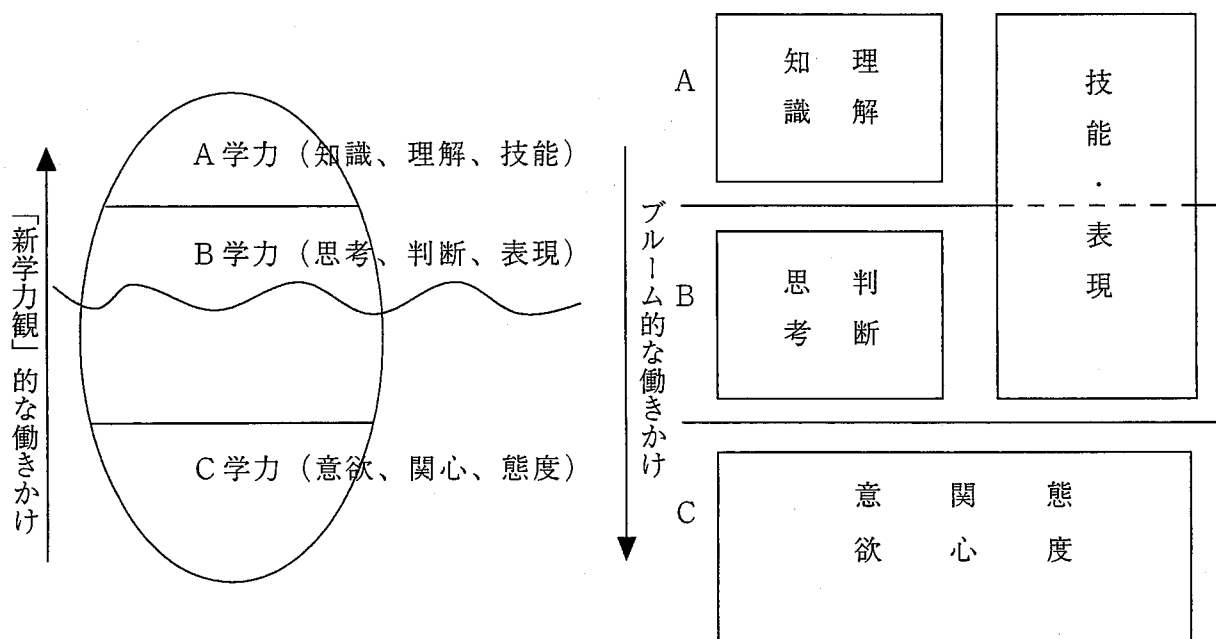 「新学力観」的な働きかけ
A学力(知識、理解、技能)
B学力(思考、判断、表現)
C学力(意欲、関心、態度)
ブルーム的な働きかけ
A
知識
理解
技能・表現
B
思考
判断
C
意欲
関心
態度